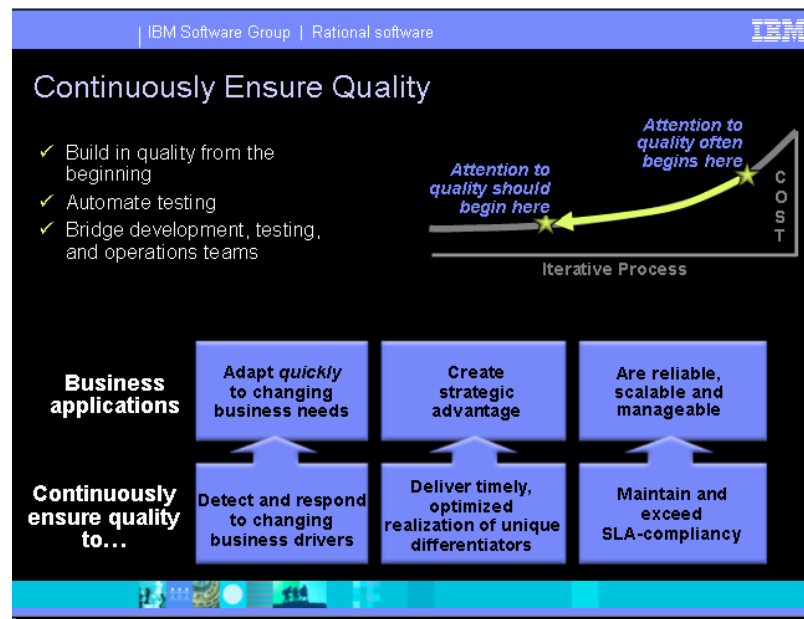 IBM Software Group | Rational software
IBM
Continuously Ensure Quality
Build in quality from the
beginning
Automate testing
Bridge development, testing,
and operations teams
Attention to
quality should
begin here
Attention to
quality often
begins here
COST
Iterative Process
Business
applications
Adapt quickly
to changing
business needs
Create
strategic
advantage
Are reliable,
scalable and
manageable
Continuously
ensure quality
to...
Detect and respond
to changing
business drivers
Deliver timely,
optimized
realization of unique
differentiators
Maintain and
exceed
SLA-compliancy